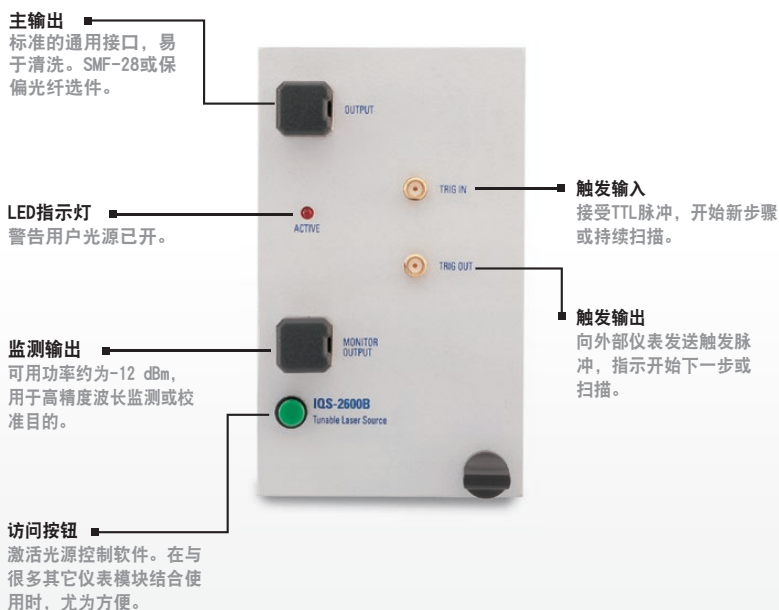 主输出
标准的通用接口，易
于清洗。SMF-28或保
偏光纤选件。
OUTPUT
TRIG IN
触发输入
接受TTL脉冲，开始新步骤
或持续扫描。
LED指示灯
警告用户光源已开。
ACTIVE
TRIG OUT
触发输出
向外部仪表发送触发脉
冲，指示开始下一步或
扫描。
监测输出
可用功率约为-12 dBm，
用于高精度波长监测或校
准目的。
MONITOR
OUTPUT
IQS-2600B
Tunable Laser Source
访问按钮
激活光源控制软件。在与
很多其它仪表模块结合使
用时，尤为方便。